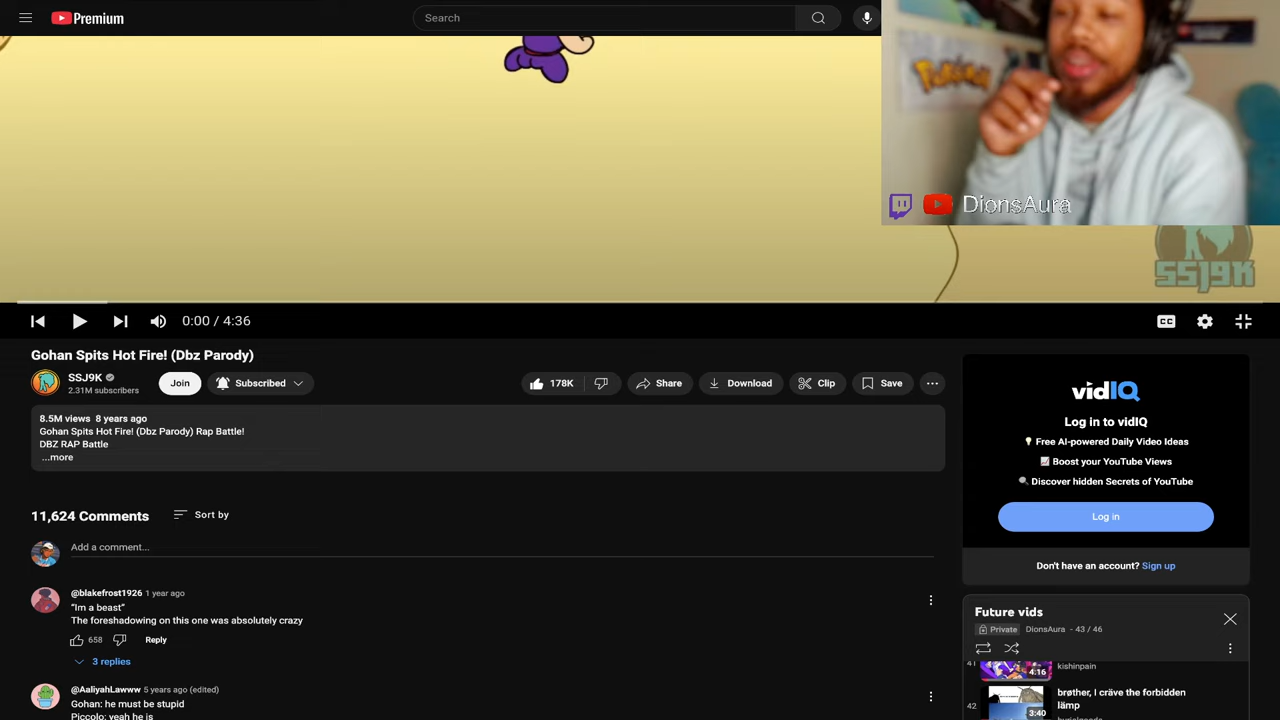 Premium
Search
POKéMON
DionsAura
SSJ9K
0:00 / 4:36
CC
Gohan Spits Hot Fire! (Dbz Parody)
SSJ9K
2.31M subscribers
Join
Subscribed
178K
Share
Download
Clip
Save
8.5M views 8 years ago
Gohan Spits Hot Fire! (Dbz Parody) Rap Battle!
DBZ RAP Battle
...more
11,624 Comments
Sort by
Add a comment...
@blakefrost1926 1 year ago
“Im a beast”
The foreshadowing on this one was absolutely crazy
658
Reply
3 replies
@AaliyahLawww 5 years ago (edited)
Gohan: he must be stupid
Piccolo: yeah he is
vidIQ
Log in to vidIQ
Free AI-powered Daily Video Ideas
Boost your YouTube Views
Discover hidden Secrets of YouTube
Log in
Don't have an account? Sign up
Future vids
Private DionsAura - 43 / 46
41
4:16
kishinpain
42
3:40
brøther, I cräve the forbidden
lämp